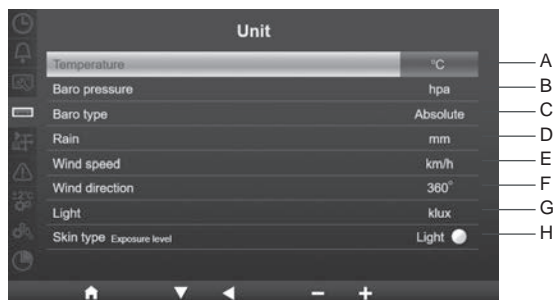 Unit
Temperature °C A
Baro pressure hpa B
Baro type Absolute C
Rain mm D
Wind speed km/h E
Wind direction 360° F
Light klux G
Skin type Exposure level Light H
±2°C